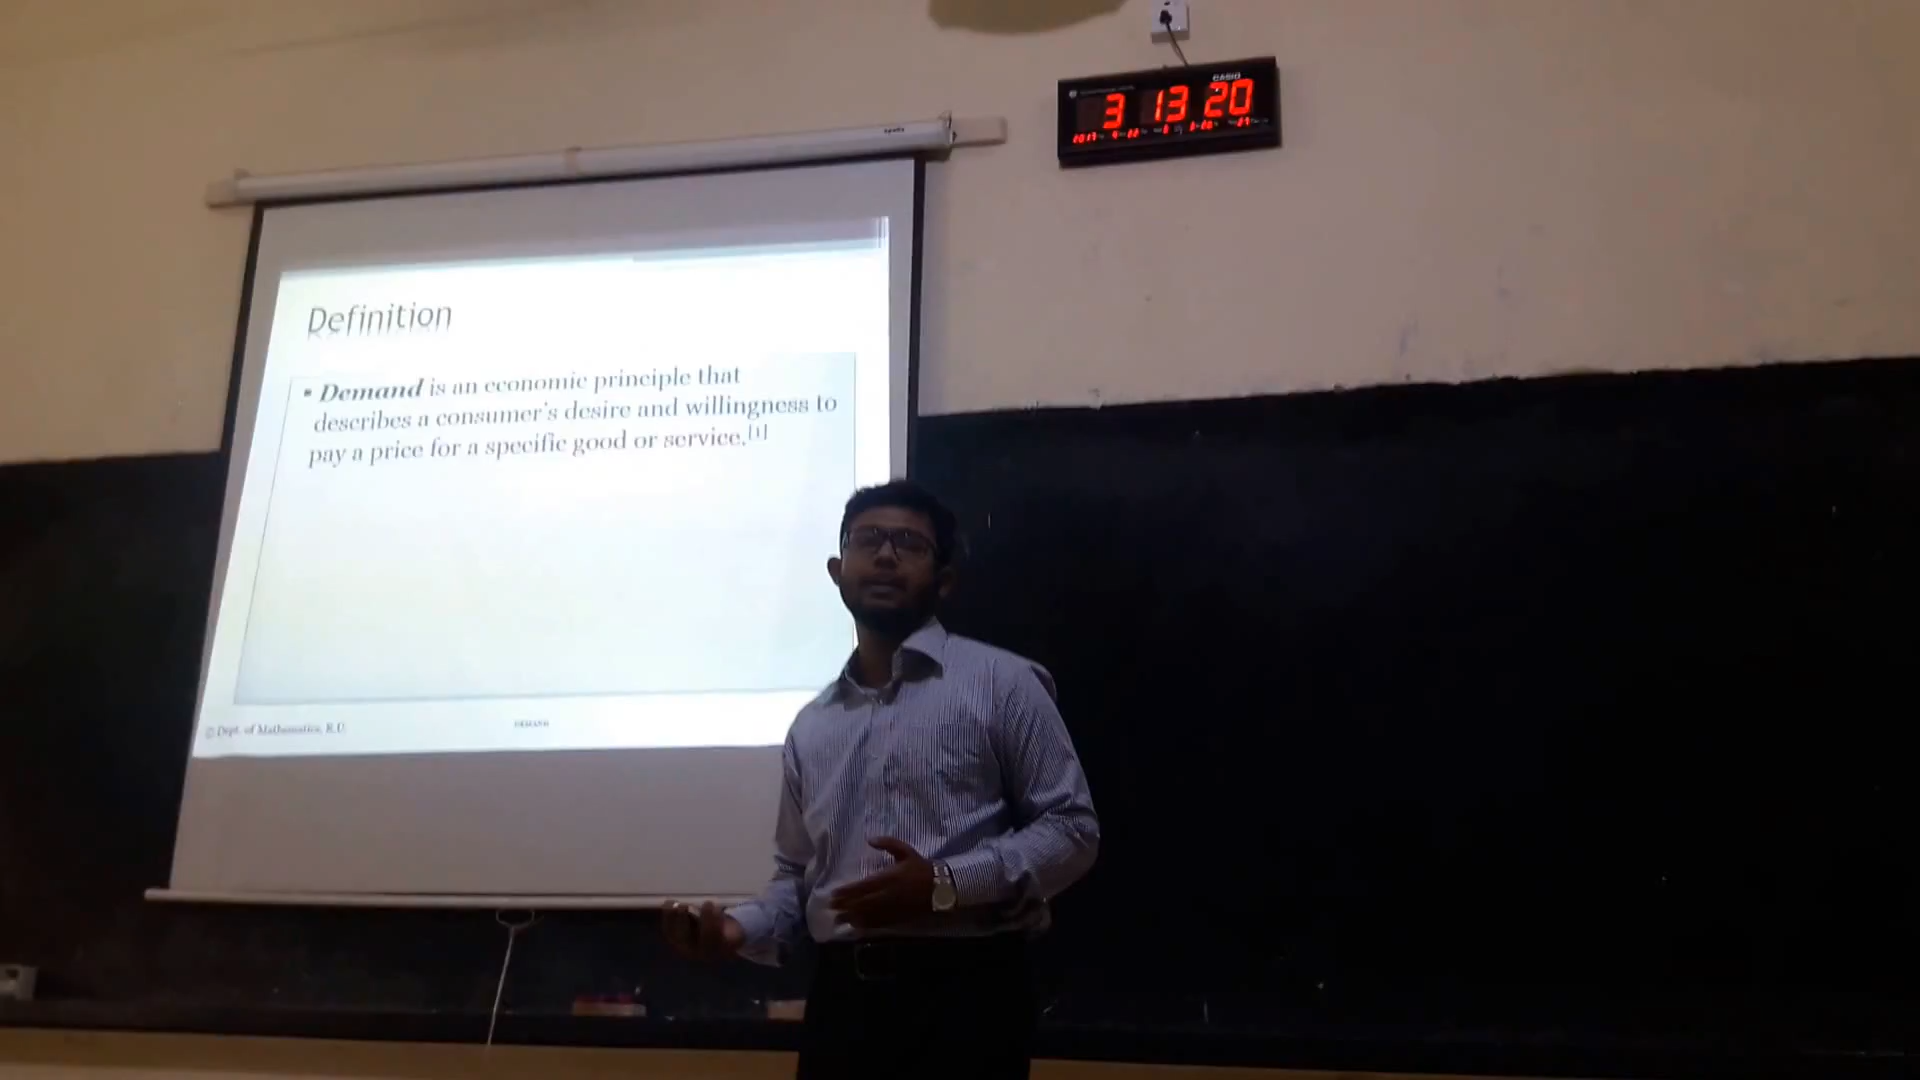 CASIO
3 13 20
2017
Definition
▪ Demand is an economic principle that
describes a consumer's desire and willingness to
pay a price for a specific good or service.[1]
© Dept. of Mathematics, R.U.
DEMAND